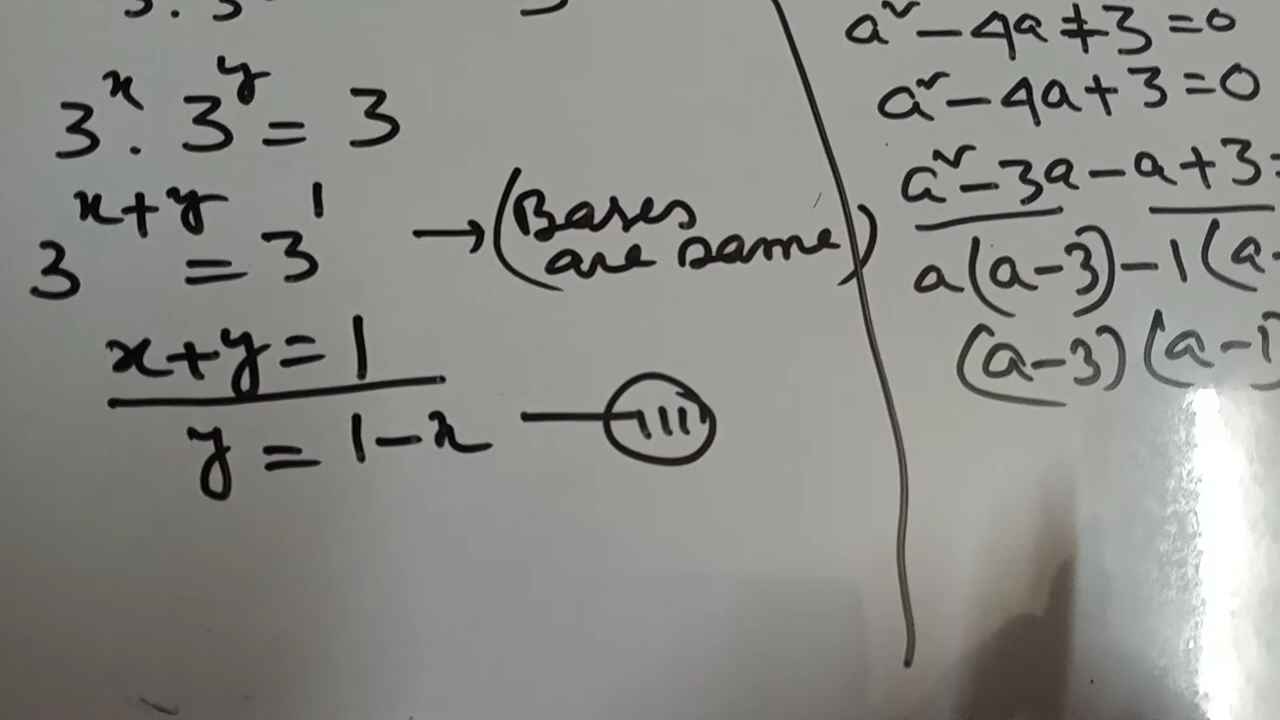 3^x . 3^y = 3
3^(x+y) = 3^1 → (Bases are same)
x+y = 1
y = 1-x — (III)
a² - 4a + 3 = 0
a² - 4a + 3 = 0
a² - 3a - a + 3 =
a(a-3) - 1(a-
(a-3)(a-1)